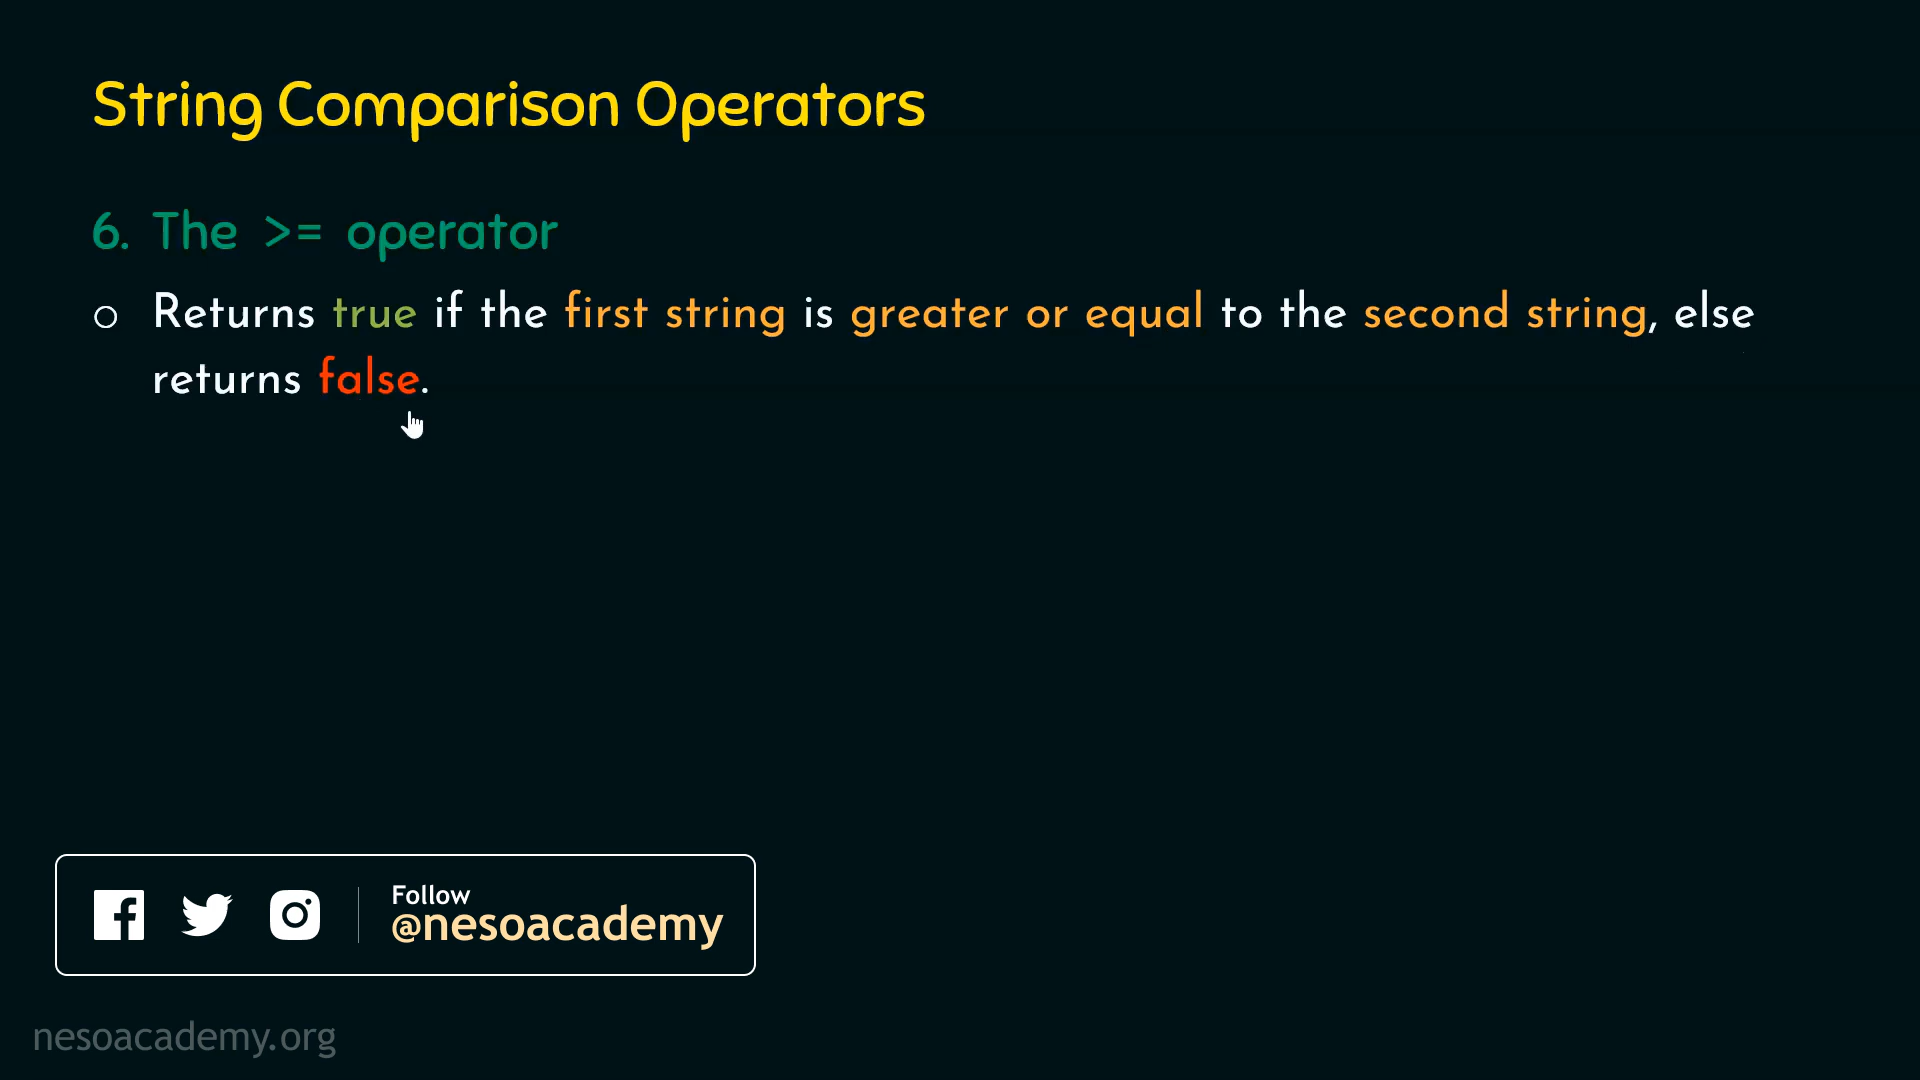 String Comparison Operators
6. The >= operator
○ Returns true if the first string is greater or equal to the second string, else
returns false.
Follow
@nesoacademy
nesoacademy.org